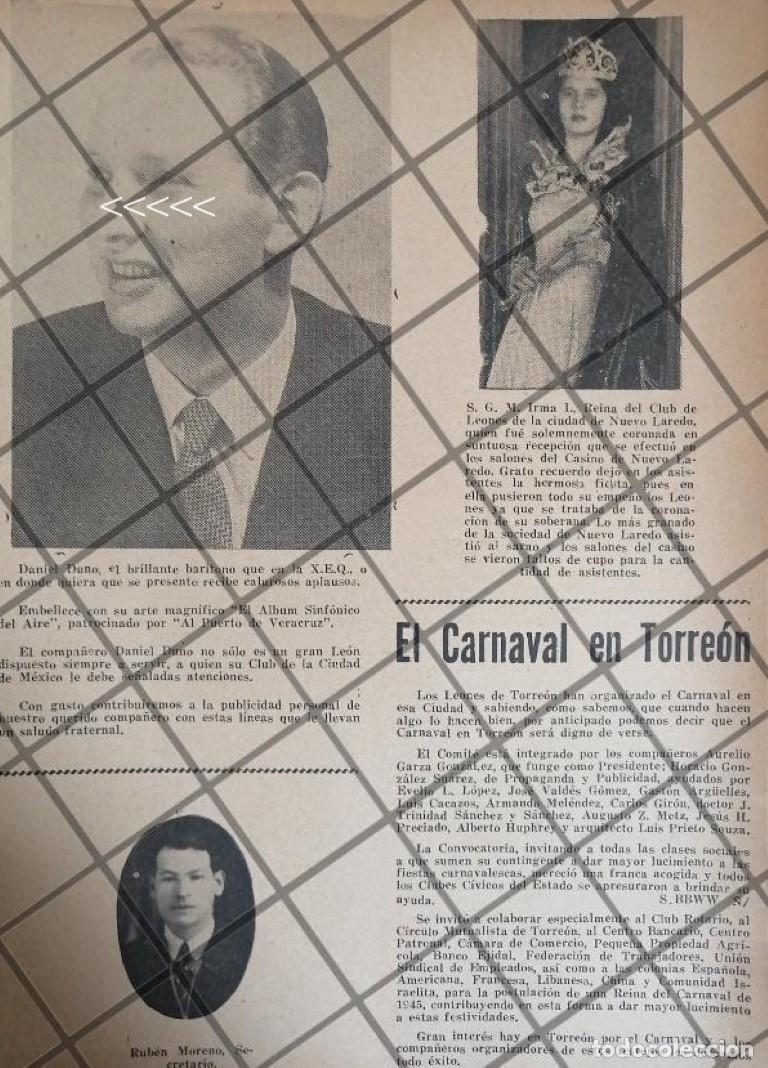 <<<<<
Daniel Duno, el brillante barítono que en la X.E.Q., o
en donde quiera que se presente recibe calurosos aplausos.
Embellece con su arte magnífico "El Album Sinfónico
del Aire", patrocinado por "Al Puerto de Veracruz".
El compañero Daniel Duno no sólo es un gran León
dispuesto siempre a servir, a quien su Club de la Ciudad
de México le debe señaladas atenciones.
Con gusto contribuiremos a la publicidad personal de
nuestro querido compañero con estas líneas que le llevan
un saludo fraternal.
Rubén Moreno, Se-
cretario.
S. G. M. Irma I., Reina del Club de
Leones de la ciudad de Nuevo Laredo,
quien fué solemnemente coronada en
suntuosa recepción que se efectuó en
los salones del Casino de Nuevo La-
redo. Grato recuerdo dejó en los asis-
tentes la hermosa fiesta, pues en
ella pusieron todo su empeño los Leo-
nes ya que se trataba de la corona-
ción de su soberana. Lo más granado
de la sociedad de Nuevo Laredo asis-
tió al sarao y los salones del casino
se vieron faltos de cupo para la can-
tidad de asistentes.
El Carnaval en Torreón
Los Leones de Torreón han organizado el Carnaval en
esa Ciudad y sabiendo, como sabemos, que cuando hacen
algo lo hacen bien, por anticipado podemos decir que el
Carnaval en Torreón será digno de verse.
El Comité está integrado por los compañeros Aurelio
Garza González, que funge como Presidente; Horacio Gon-
zález Suárez, de Propaganda y Publicidad, ayudados por
Evelio L. López, José Valdés Gómez, Gastón Argüelles,
Luis Cacazos, Armando Meléndez, Carlos Girón, doctor J.
Trinidad Sánchez y Sánchez, Augusto Z. Metz, Jesús H.
Preciado, Alberto Huphrey y arquitecto Luis Prieto Souza.
La Convocatoria, invitando a todas las clases sociales
a que sumen su contingente a dar mayor lucimiento a las
fiestas carnavalescas, mereció una franca acogida y todos
los Clubes Cívicos del Estado se apresuraron a brindar su
ayuda. S.BBWW Ñ/
Se invitó a colaborar especialmente al Club Rotario, al
Círculo Mutualista de Torreón, al Centro Bancario, Centro
Patronal, Cámara de Comercio, Pequeña Propiedad Agrí-
cola, Banco Ejidal, Federación de Trabajadores, Unión
Sindical de Empleados, así como a las colonias Española,
Americana, Francesa, Libanesa, China y Comunidad Is-
raelita, para la postulación de una Reina del Carnaval de
1945, contribuyendo en esta forma a dar mayor lucimiento
a estas festividades.
Gran interés hay en Torreón por el Carnaval y los
compañeros organizadores de estos
todo éxito.
todocoleccion